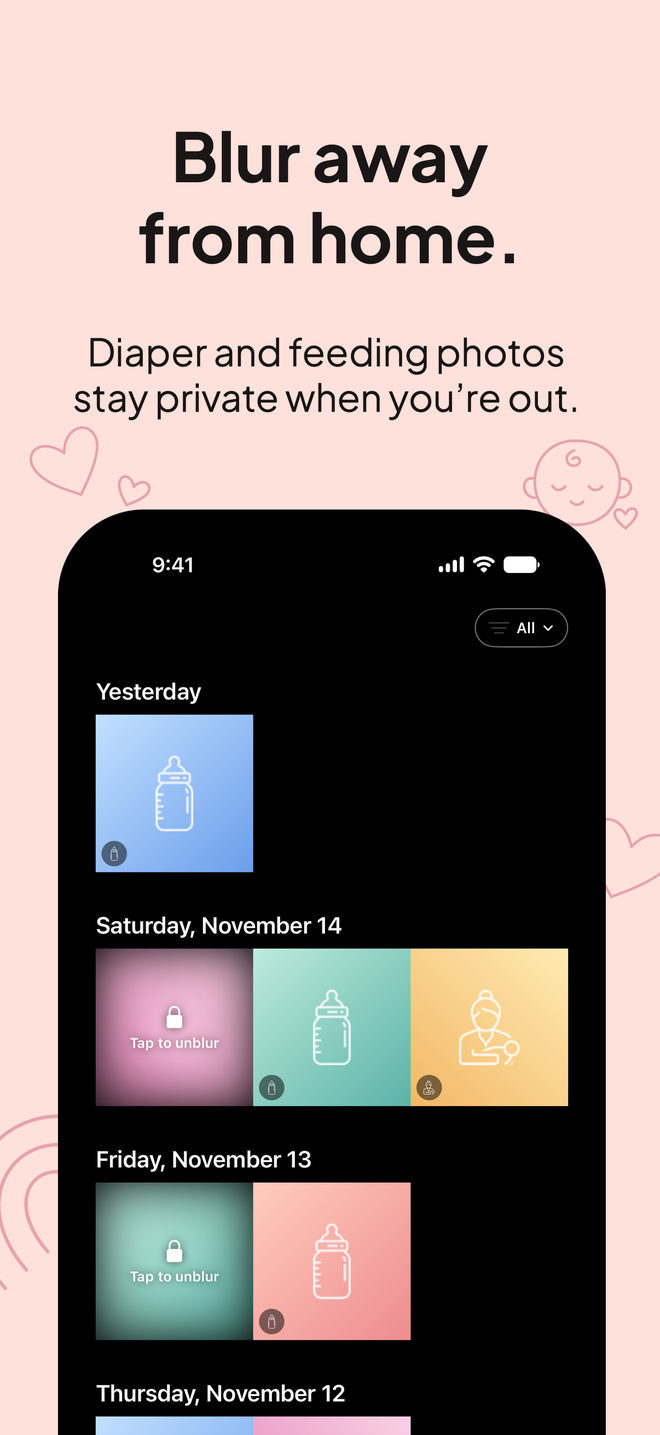 Blur away
from home.
Diaper and feeding photos
stay private when you’re out.
9:41
All
Yesterday
Saturday, November 14
Tap to unblur
Friday, November 13
Tap to unblur
Thursday, November 12